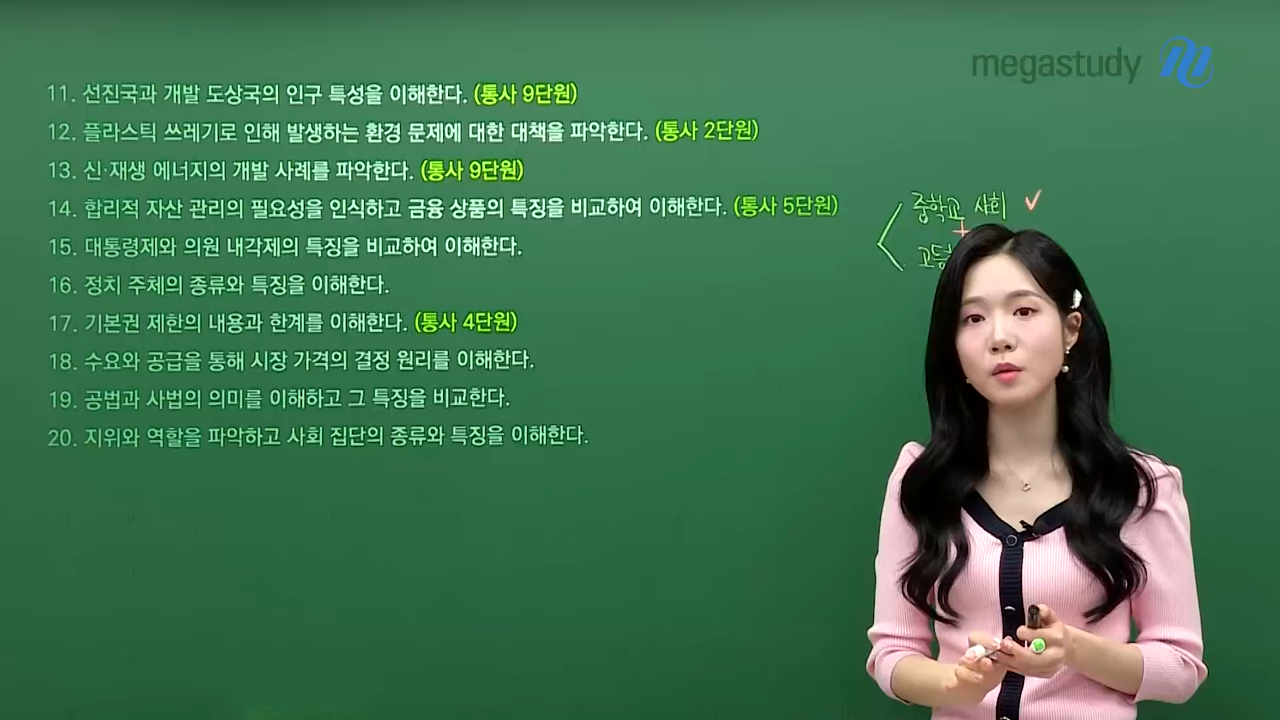 megastudy
11. 선진국과 개발 도상국의 인구 특성을 이해한다. (통사 9단원)
12. 플라스틱 쓰레기로 인해 발생하는 환경 문제에 대한 대책을 파악한다. (통사 2단원)
13. 신·재생 에너지의 개발 사례를 파악한다. (통사 9단원)
14. 합리적 자산 관리의 필요성을 인식하고 금융 상품의 특징을 비교하여 이해한다. (통사 5단원)
15. 대통령제와 의원 내각제의 특징을 비교하여 이해한다.
16. 정치 주체의 종류와 특징을 이해한다.
17. 기본권 제한의 내용과 한계를 이해한다. (통사 4단원)
18. 수요와 공급을 통해 시장 가격의 결정 원리를 이해한다.
19. 공법과 사법의 의미를 이해하고 그 특징을 비교한다.
20. 지위와 역할을 파악하고 사회 집단의 종류와 특징을 이해한다.
중학교 사회
+